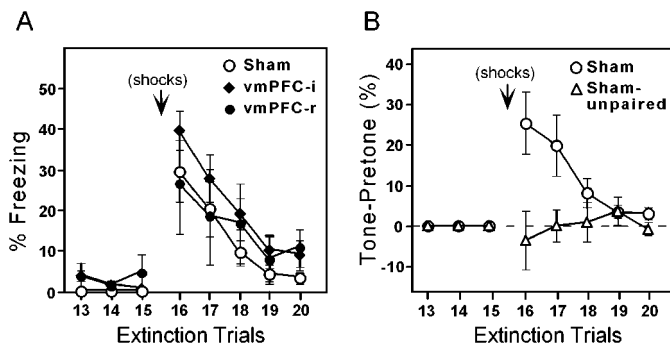 A
% Freezing
50
40
30
20
10
0
(shocks)
Sham
vmPFC-i
vmPFC-r
13 14 15 16 17 18 19 20
Extinction Trials
B
Tone-Pretone (%)
40
30
20
10
0
-10
(shocks)
Sham
Sham-
unpaired
13 14 15 16 17 18 19 20
Extinction Trials